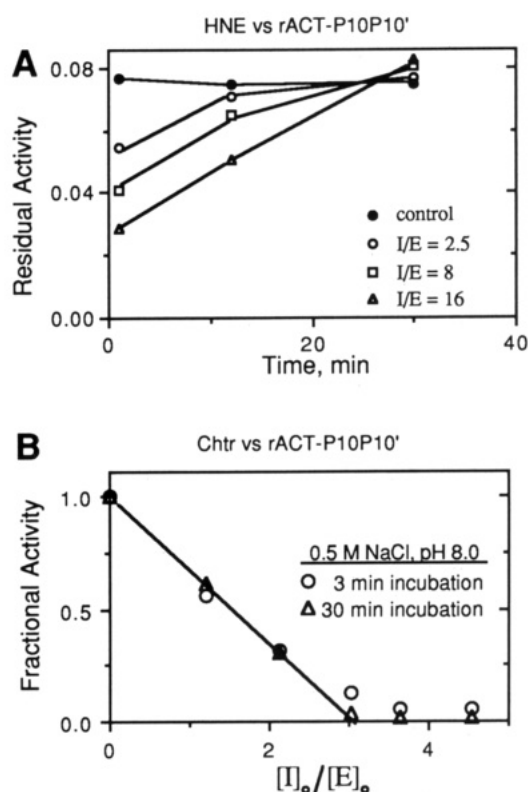 HNE vs rACT-P10P10'
A
Residual Activity
0.08
0.04
0.00
control
I/E = 2.5
I/E = 8
I/E = 16
0
20
40
Time, min
Chtr vs rACT-P10P10'
B
Fractional Activity
1.0
0.5
0.0
0.5 M NaCl, pH 8.0
3 min incubation
30 min incubation
0
2
4
[I]o/[E]o